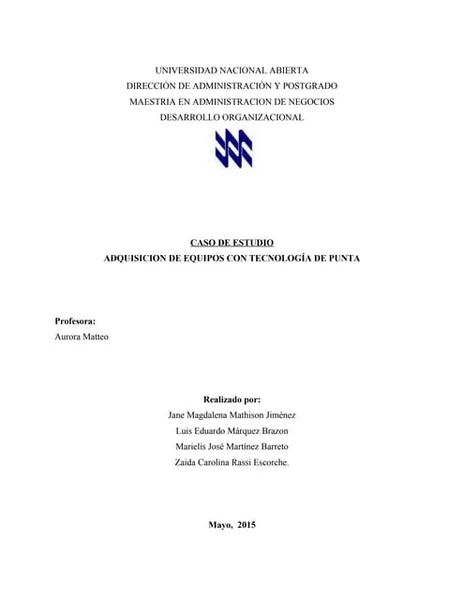 UNIVERSIDAD NACIONAL ABIERTA
DIRECCIÓN DE ADMINISTRACIÓN Y POSTGRADO
MAESTRIA EN ADMINISTRACION DE NEGOCIOS
DESARROLLO ORGANIZACIONAL
CASO DE ESTUDIO
ADQUISICION DE EQUIPOS CON TECNOLOGÍA DE PUNTA
Profesora:
Aurora Matteo
Realizado por:
Jane Magdalena Mathison Jiménez
Luis Eduardo Márquez Brazon
Marielis José Martínez Barreto
Zaida Carolina Rassi Escorche.
Mayo, 2015